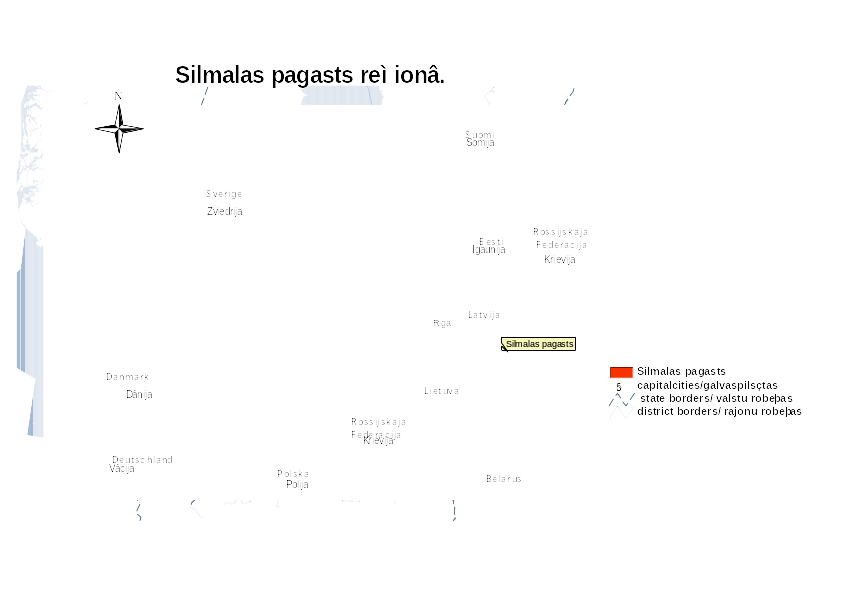 Silmalas pagasts reì ionâ.
N
Suomi
Somija
Sverige
Zviedrija
Rossijskaja
Federacija
Krievija
Eesti
Igaunija
Latvija
Rga
Silmalas pagasts
Silmalas pagasts
capitalcities/galvaspilsçtas
state borders/ valstu robeþas
district borders/ rajonu robeþas
Danmark
Dânija
Lietuva
Rossijskaja
Federacija
Krievija
Deutschland
Vâcija
Polska
Polija
Belarus